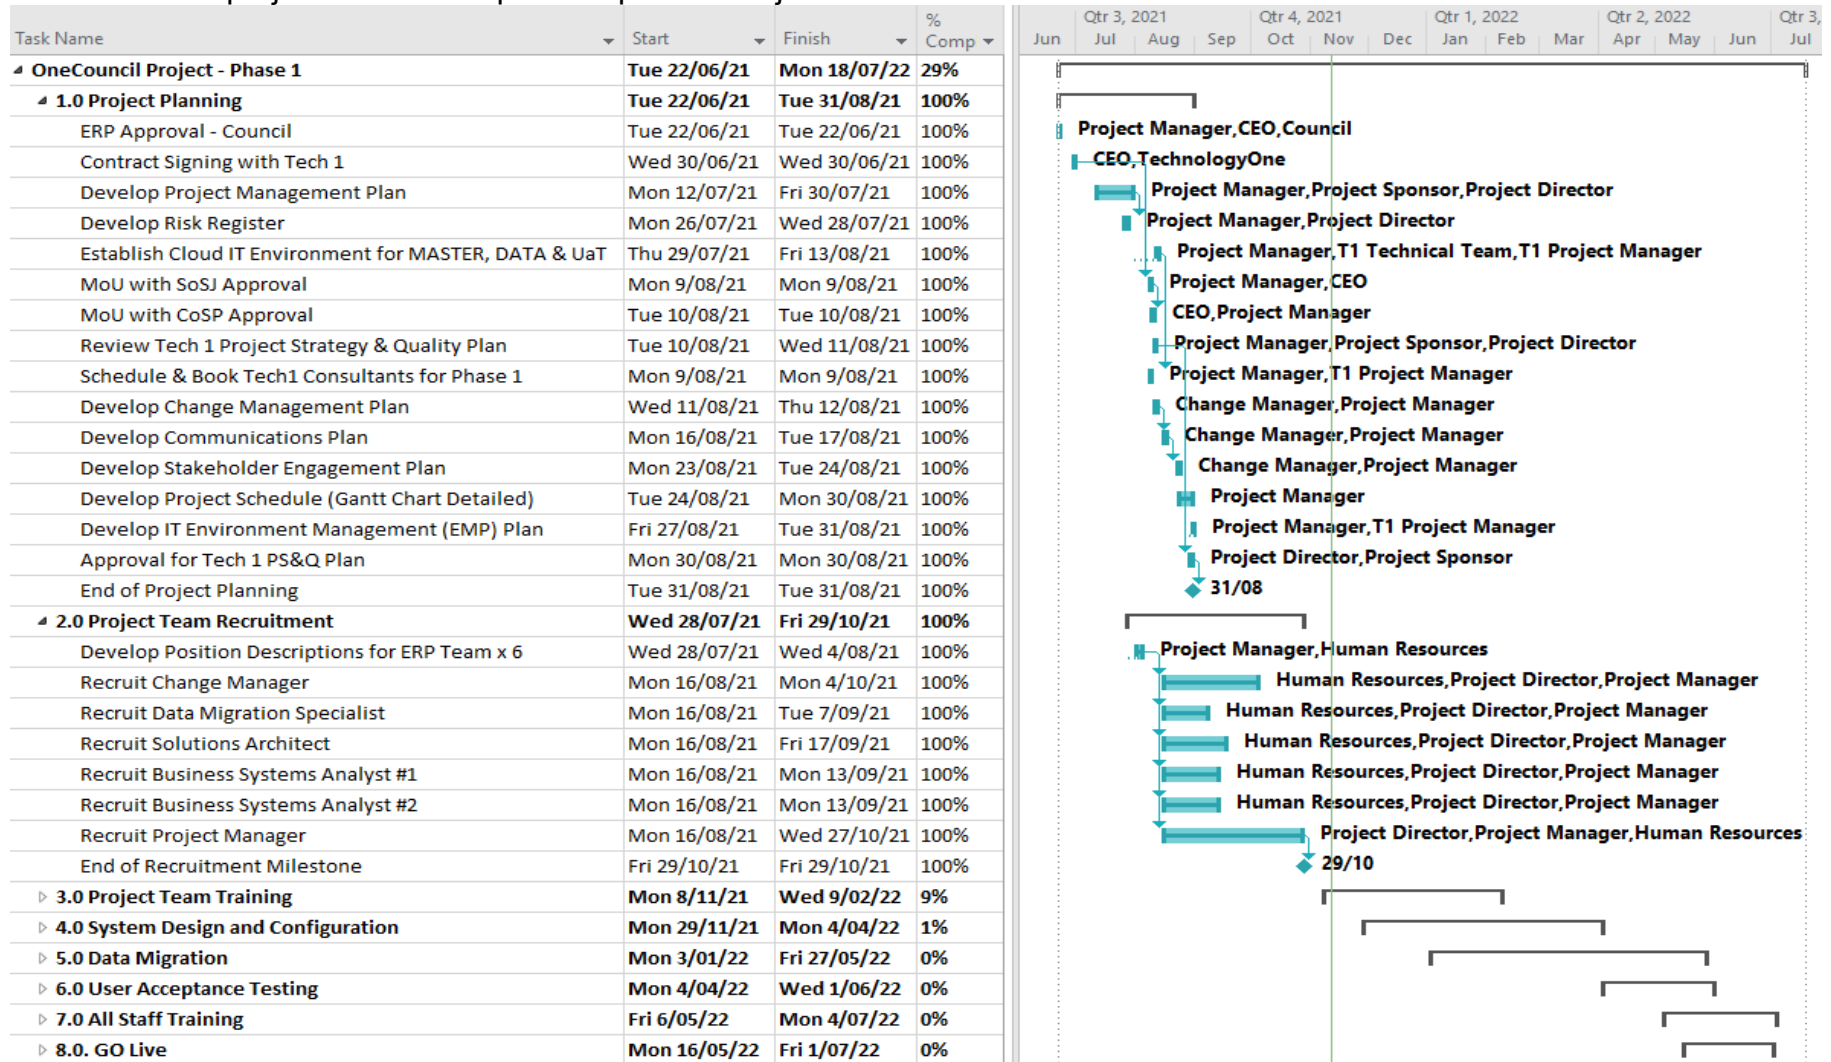 Qtr 3, 2021 Qtr 4, 2021 Qtr 1, 2022 Qtr 2, 2022 Qtr 3,
%
Task Name Start Finish Comp Jun Jul Aug Sep Oct Nov Dec Jan Feb Mar Apr May Jun Jul
OneCouncil Project - Phase 1 Tue 22/06/21 Mon 18/07/22 29%
1.0 Project Planning Tue 22/06/21 Tue 31/08/21 100%
ERP Approval - Council Tue 22/06/21 Tue 22/06/21 100% Project Manager,CEO,Council
Contract Signing with Tech 1 Wed 30/06/21 Wed 30/06/21 100% CEO,TechnologyOne
Develop Project Management Plan Mon 12/07/21 Fri 30/07/21 100% Project Manager,Project Sponsor,Project Director
Develop Risk Register Mon 26/07/21 Wed 28/07/21 100% Project Manager,Project Director
Establish Cloud IT Environment for MASTER, DATA & UaT Thu 29/07/21 Fri 13/08/21 100% Project Manager,T1 Technical Team,T1 Project Manager
MoU with SoSJ Approval Mon 9/08/21 Mon 9/08/21 100% Project Manager,CEO
MoU with CoSP Approval Tue 10/08/21 Tue 10/08/21 100% CEO,Project Manager
Review Tech 1 Project Strategy & Quality Plan Tue 10/08/21 Wed 11/08/21 100% Project Manager,Project Sponsor,Project Director
Schedule & Book Tech1 Consultants for Phase 1 Mon 9/08/21 Mon 9/08/21 100% Project Manager,T1 Project Manager
Develop Change Management Plan Wed 11/08/21 Thu 12/08/21 100% Change Manager,Project Manager
Develop Communications Plan Mon 16/08/21 Tue 17/08/21 100% Change Manager,Project Manager
Develop Stakeholder Engagement Plan Mon 23/08/21 Tue 24/08/21 100% Change Manager,Project Manager
Develop Project Schedule (Gantt Chart Detailed) Tue 24/08/21 Mon 30/08/21 100% Project Manager
Develop IT Environment Management (EMP) Plan Fri 27/08/21 Tue 31/08/21 100% Project Manager,T1 Project Manager
Approval for Tech 1 PS&Q Plan Mon 30/08/21 Mon 30/08/21 100% Project Director,Project Sponsor
End of Project Planning Tue 31/08/21 Tue 31/08/21 100% 31/08
2.0 Project Team Recruitment Wed 28/07/21 Fri 29/10/21 100%
Develop Position Descriptions for ERP Team x 6 Wed 28/07/21 Wed 4/08/21 100% Project Manager,Human Resources
Recruit Change Manager Mon 16/08/21 Mon 4/10/21 100% Human Resources,Project Director,Project Manager
Recruit Data Migration Specialist Mon 16/08/21 Tue 7/09/21 100% Human Resources,Project Director,Project Manager
Recruit Solutions Architect Mon 16/08/21 Fri 17/09/21 100% Human Resources,Project Director,Project Manager
Recruit Business Systems Analyst #1 Mon 16/08/21 Mon 13/09/21 100% Human Resources,Project Director,Project Manager
Recruit Business Systems Analyst #2 Mon 16/08/21 Mon 13/09/21 100% Human Resources,Project Director,Project Manager
Recruit Project Manager Mon 16/08/21 Wed 27/10/21 100% Project Director,Project Manager,Human Resources
End of Recruitment Milestone Fri 29/10/21 Fri 29/10/21 100% 29/10
3.0 Project Team Training Mon 8/11/21 Wed 9/02/22 9%
4.0 System Design and Configuration Mon 29/11/21 Mon 4/04/22 1%
5.0 Data Migration Mon 3/01/22 Fri 27/05/22 0%
6.0 User Acceptance Testing Mon 4/04/22 Wed 1/06/22 0%
7.0 All Staff Training Fri 6/05/22 Mon 4/07/22 0%
8.0. GO Live Mon 16/05/22 Fri 1/07/22 0%